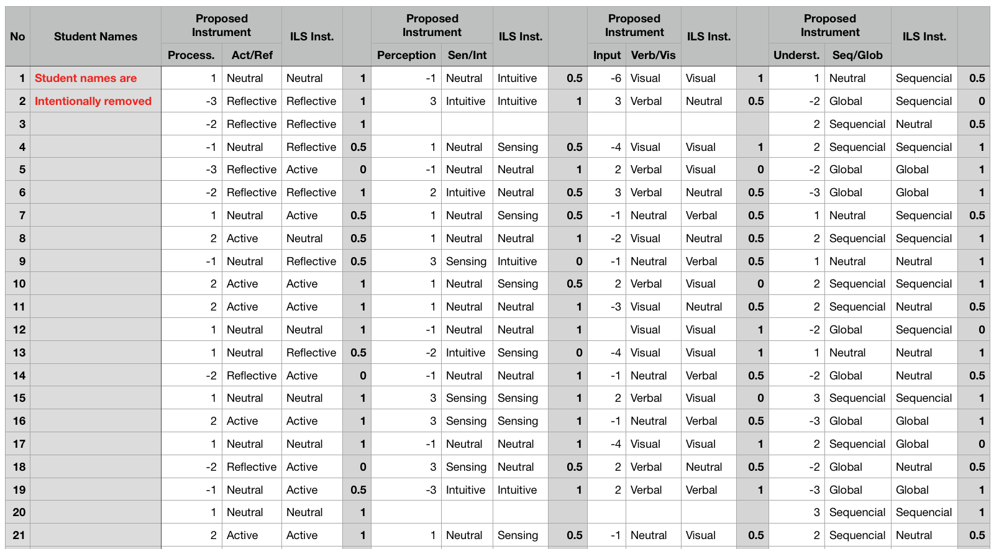 No Student Names Proposed Instrument ILS Inst. Proposed Instrument ILS Inst. Proposed Instrument ILS Inst. Proposed Instrument ILS Inst.
Process. Act/Ref Perception Sen/Int Input Verb/Vis Underst. Seq/Glob
1 Student names are 1 Neutral Neutral 1 -1 Neutral Intuitive 0.5 -6 Visual Visual 1 1 Neutral Sequencial 0.5
2 Intentionally removed -3 Reflective Reflective 1 3 Intuitive Intuitive 1 3 Verbal Neutral 0.5 -2 Global Sequencial 0
3 -2 Reflective Reflective 1 2 Sequencial Neutral 0.5
4 -1 Neutral Reflective 0.5 1 Neutral Sensing 0.5 -4 Visual Visual 1 2 Sequencial Sequencial 1
5 -3 Reflective Active 0 -1 Neutral Neutral 1 2 Verbal Visual 0 -2 Global Global 1
6 -2 Reflective Reflective 1 2 Intuitive Neutral 0.5 3 Verbal Neutral 0.5 -3 Global Global 1
7 1 Neutral Active 0.5 1 Neutral Sensing 0.5 -1 Neutral Verbal 0.5 1 Neutral Sequencial 0.5
8 2 Active Neutral 0.5 1 Neutral Neutral 1 -2 Visual Neutral 0.5 2 Sequencial Sequencial 1
9 -1 Neutral Reflective 0.5 3 Sensing Intuitive 0 -1 Neutral Verbal 0.5 1 Neutral Neutral 1
10 2 Active Active 1 1 Neutral Sensing 0.5 2 Verbal Visual 0 2 Sequencial Sequencial 1
11 2 Active Active 1 1 Neutral Neutral 1 -3 Visual Neutral 0.5 2 Sequencial Neutral 0.5
12 1 Neutral Neutral 1 -1 Neutral Neutral 1 Visual Visual 1 -2 Global Sequencial 0
13 1 Neutral Reflective 0.5 -2 Intuitive Sensing 0 -4 Visual Visual 1 1 Neutral Neutral 1
14 -2 Reflective Active 0 -1 Neutral Neutral 1 -1 Neutral Verbal 0.5 -2 Global Neutral 0.5
15 1 Neutral Neutral 1 3 Sensing Sensing 1 2 Verbal Visual 0 3 Sequencial Sequencial 1
16 2 Active Active 1 3 Sensing Sensing 1 -1 Neutral Verbal 0.5 -3 Global Global 1
17 1 Neutral Neutral 1 -1 Neutral Neutral 1 -4 Visual Visual 1 2 Sequencial Global 0
18 -2 Reflective Active 0 3 Sensing Neutral 0.5 2 Verbal Neutral 0.5 -2 Global Neutral 0.5
19 -1 Neutral Active 0.5 -3 Intuitive Intuitive 1 2 Verbal Verbal 1 -3 Global Global 1
20 1 Neutral Neutral 1 3 Sequencial Sequencial 1
21 2 Active Active 1 1 Neutral Sensing 0.5 -1 Neutral Visual 0.5 2 Sequencial Neutral 0.5